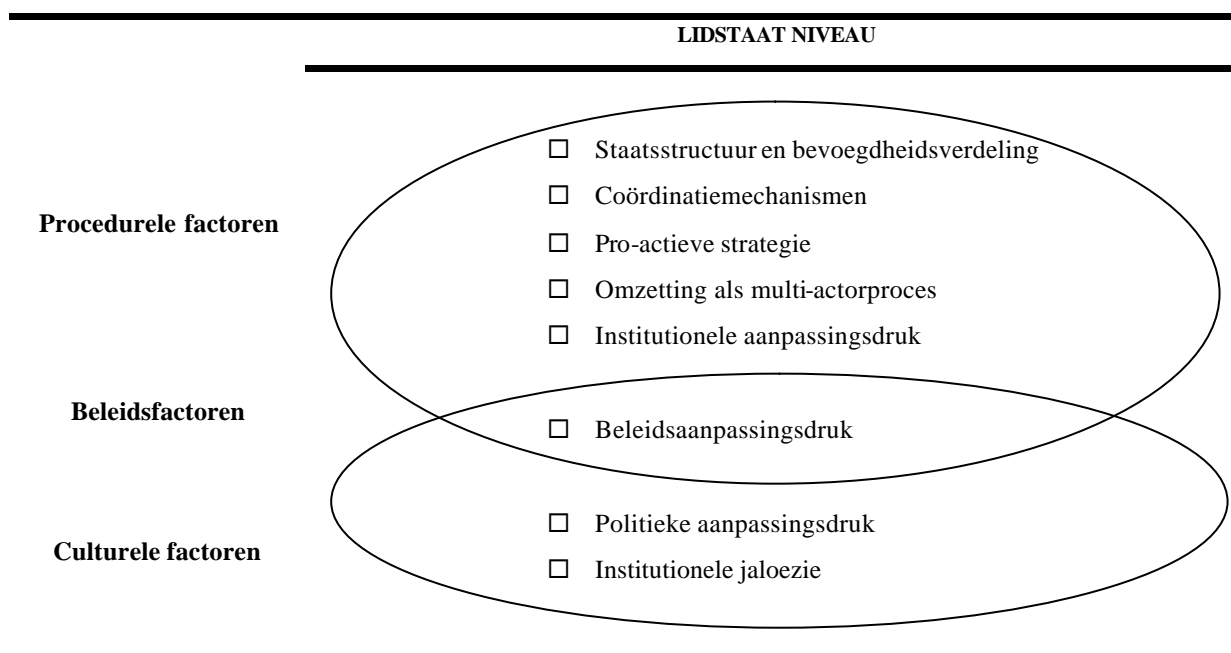 LIDSTAAT NIVEAU
Procedurele factoren
☐ Staatsstructuur en bevoegdheidsverdeling
☐ Coördinatiemechanismen
☐ Pro-actieve strategie
☐ Omzetting als multi-actorproces
☐ Institutionele aanpassingsdruk
Beleidsfactoren
☐ Beleidsaanpassingsdruk
Culturele factoren
☐ Politieke aanpassingsdruk
☐ Institutionele jaloezie